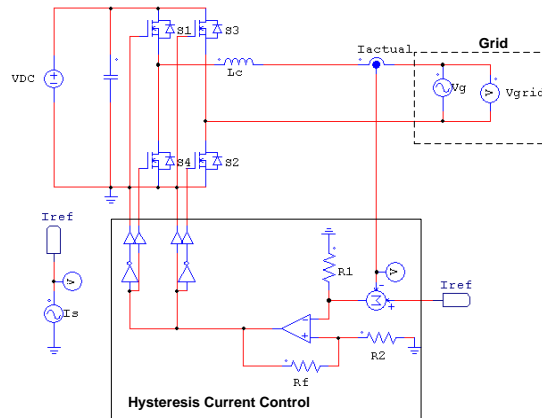 S1
S3
Grid
Iactual
VDC
Lc
Vg
V
Vgrid
S4
S2
Iref
V
Is
R1
V
-
Σ
+
Iref
-
+
R2
Rf
Hysteresis Current Control